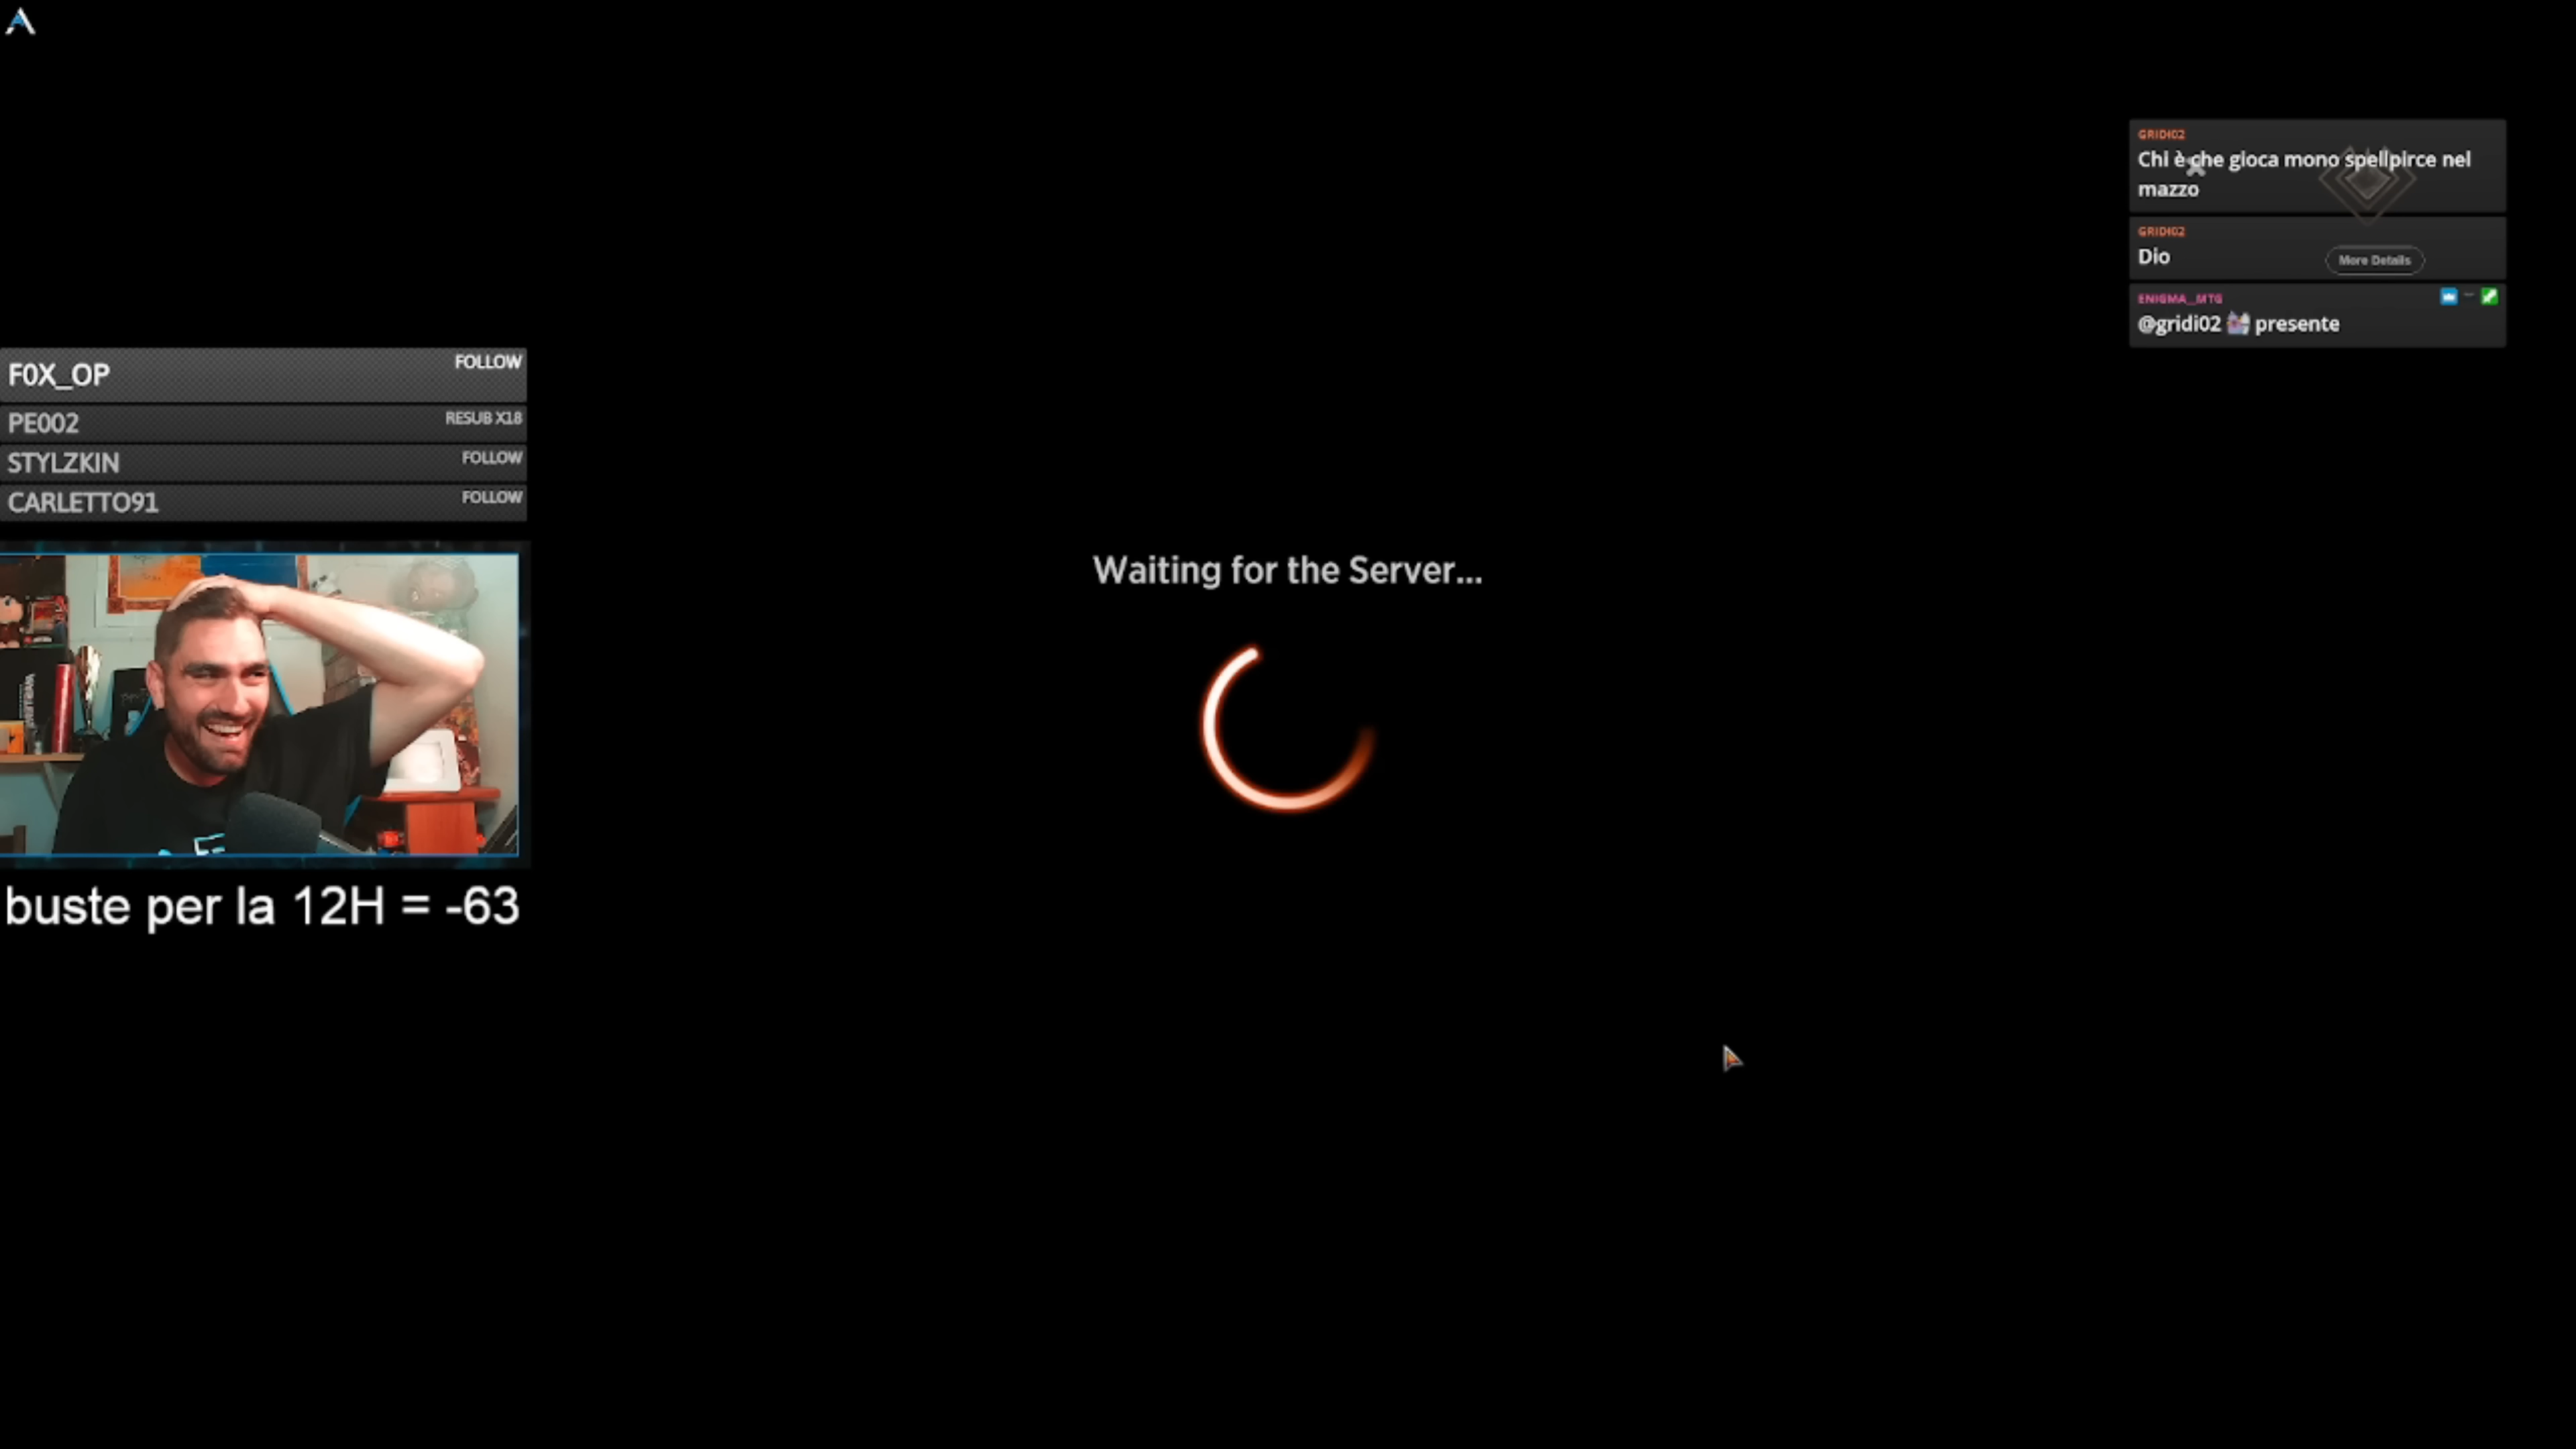 GRIDI02
Chi è che gioca mono spellpirce nel
mazzo
GRIDI02
Dio
More Details
ENIGMA_MTG
@gridi02 presente
F0X_OP FOLLOW
PE002 RESUB X18
STYLZKIN FOLLOW
CARLETTO91 FOLLOW
Waiting for the Server...
buste per la 12H = -63